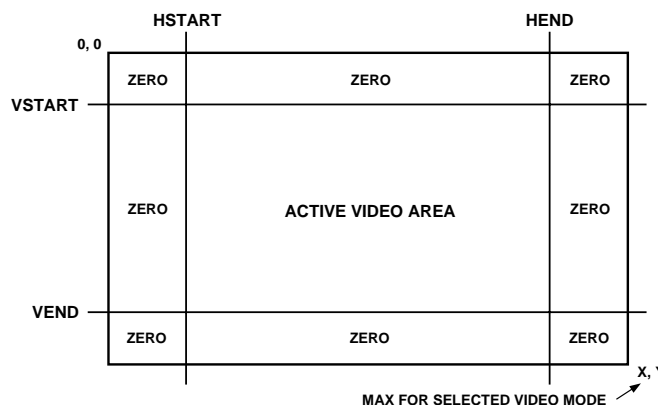 HSTART HEND
0, 0
ZERO ZERO ZERO
VSTART
ZERO ACTIVE VIDEO AREA ZERO
VEND
ZERO ZERO ZERO
X, Y
MAX FOR SELECTED VIDEO MODE